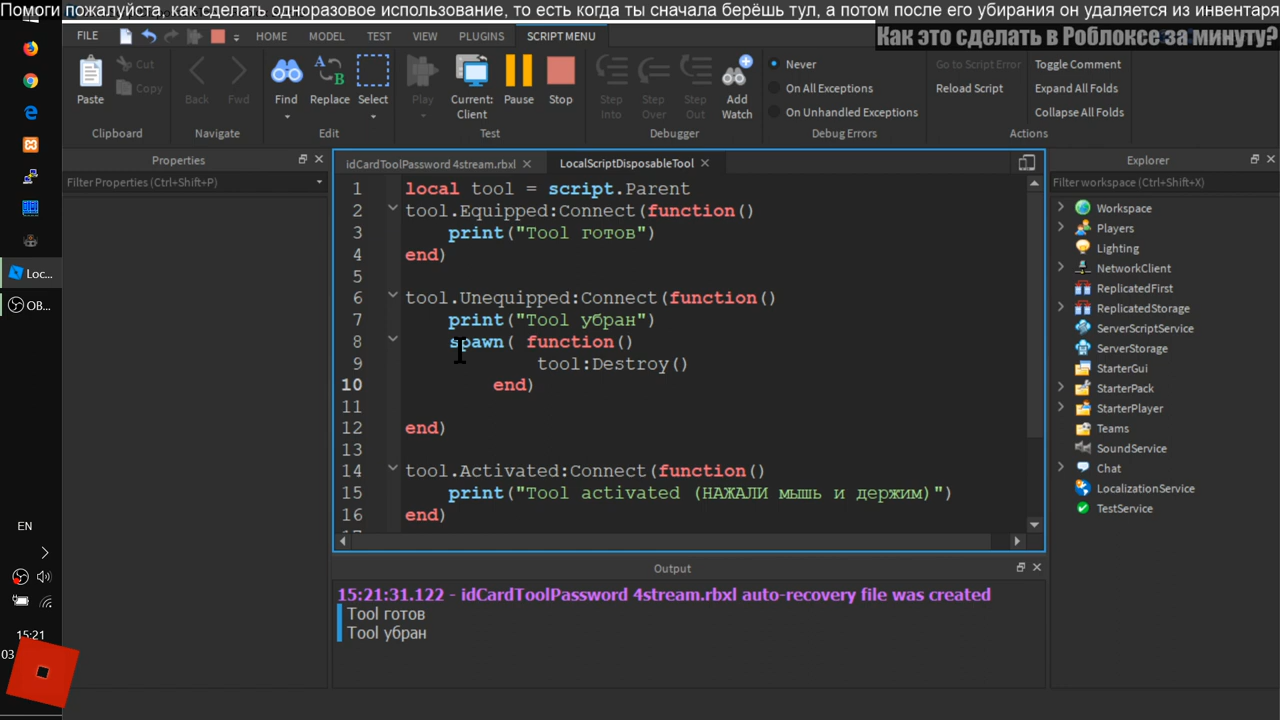 Помоги пожалуйста, как сделать одноразовое использование, то есть когда ты сначала берёшь тул, а потом после его убирания он удаляется из инвентаря
Как это сделать в Роблоксе за минуту?
FILE
HOME
MODEL
TEST
VIEW
PLUGINS
SCRIPT MENU
Paste
Cut
Copy
Clipboard
Back
Fwd
Navigate
Find
Replace
Select
Edit
Play
Current:
Client
Pause
Stop
Test
Step
Into
Step
Over
Step
Out
Add
Watch
Debugger
Never
On All Exceptions
On Unhandled Exceptions
Debug Errors
Go to Script Error
Reload Script
Toggle Comment
Expand All Folds
Collapse All Folds
Actions
Properties
Filter Properties (Ctrl+Shift+P)
idCardToolPassword 4stream.rbxl
LocalScriptDisposableTool
1 local tool = script.Parent
2 tool.Equipped:Connect(function()
3 print("Tool готов")
4 end)
5
6 tool.Unequipped:Connect(function()
7 print("Tool убран")
8 spawn( function()
9 tool:Destroy()
10 end)
11
12 end)
13
14 tool.Activated:Connect(function()
15 print("Tool activated (НАЖАЛИ мышь и держим)")
16 end)
Output
15:21:31.122 - idCardToolPassword 4stream.rbxl auto-recovery file was created
Tool готов
Tool убран
Explorer
Filter workspace (Ctrl+Shift+X)
Workspace
Players
Lighting
NetworkClient
ReplicatedFirst
ReplicatedStorage
ServerScriptService
ServerStorage
StarterGui
StarterPack
StarterPlayer
Teams
SoundService
Chat
LocalizationService
TestService
Loc...
OB...
EN
15:21
03